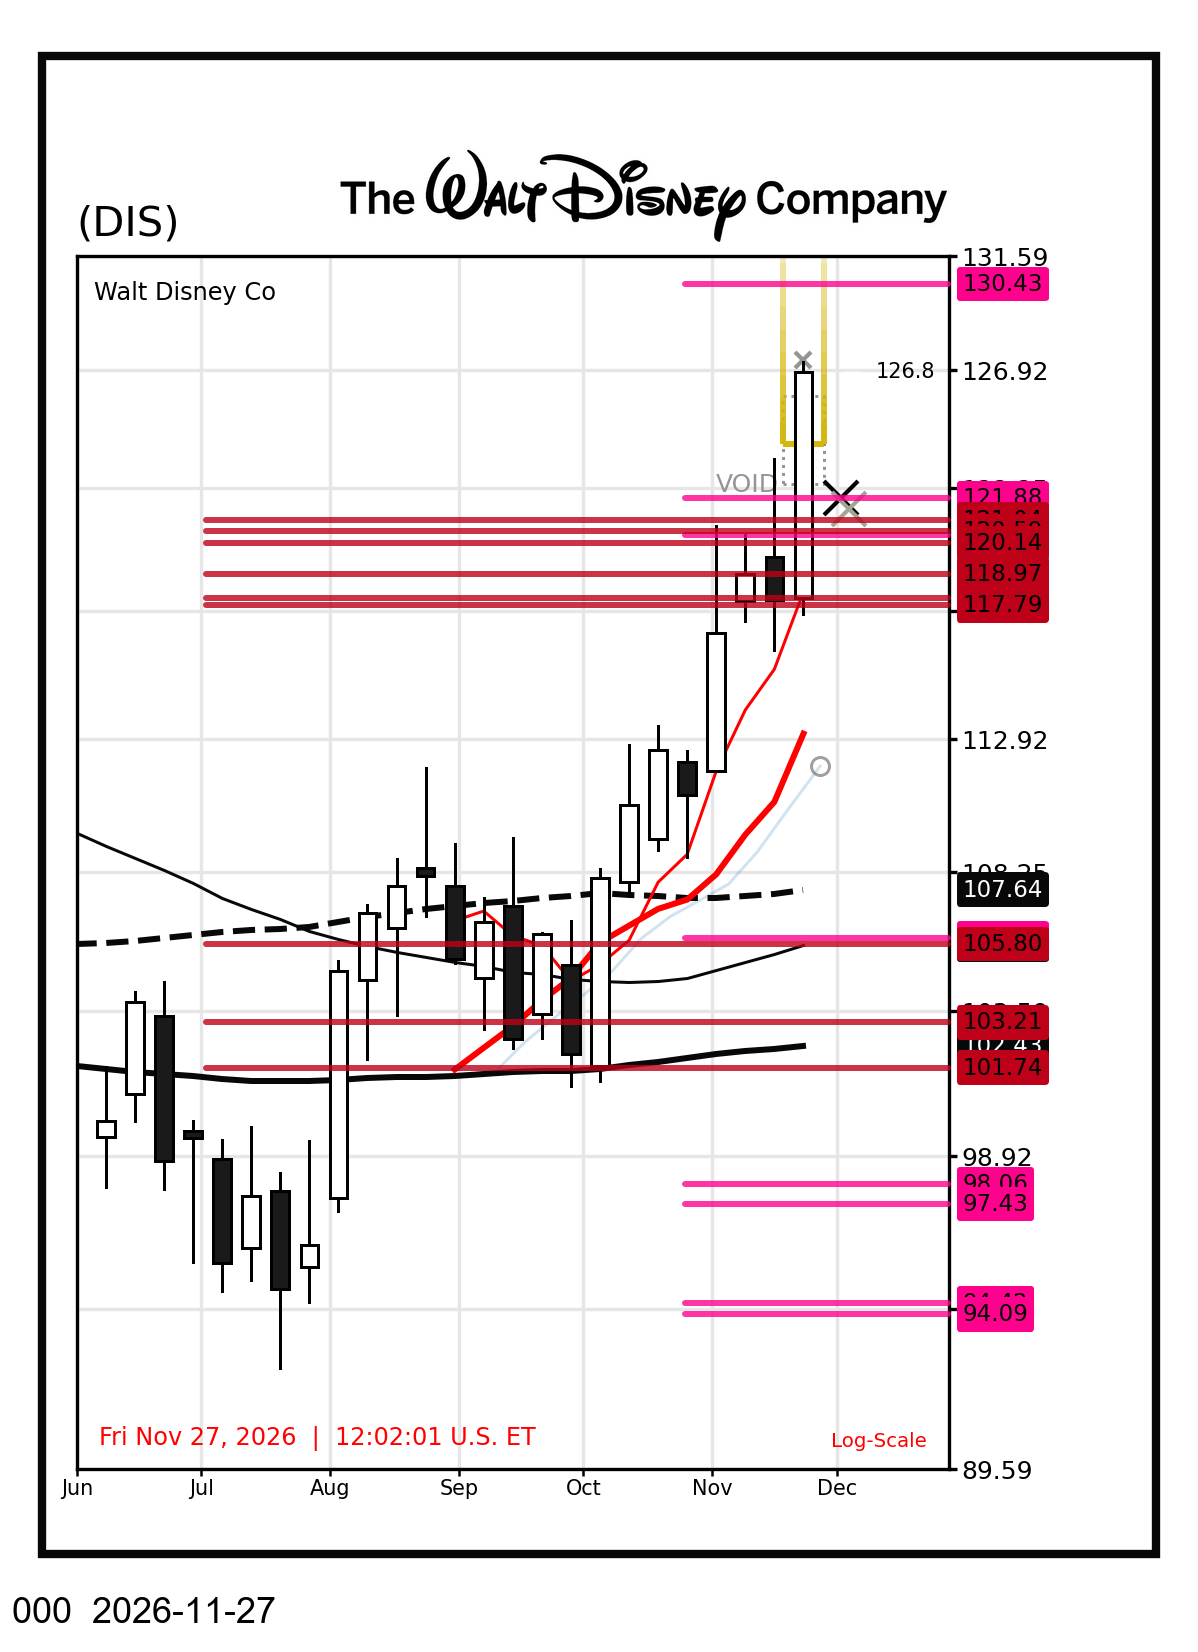 The Walt Disney Company
(DIS)
Walt Disney Co
131.59
130.43
126.8
126.92
VOID
121.88
120.14
118.97
117.79
112.92
107.64
105.80
103.21
101.74
98.92
97.43
94.09
89.59
Fri Nov 27, 2026 | 12:02:01 U.S. ET
Log-Scale
Jun Jul Aug Sep Oct Nov Dec
000 2026-11-27